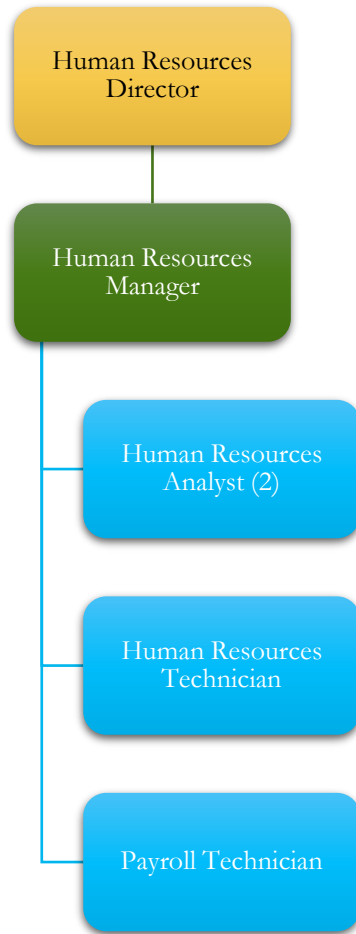 Human Resources
Director
Human Resources
Manager
Human Resources
Analyst (2)
Human Resources
Technician
Payroll Technician